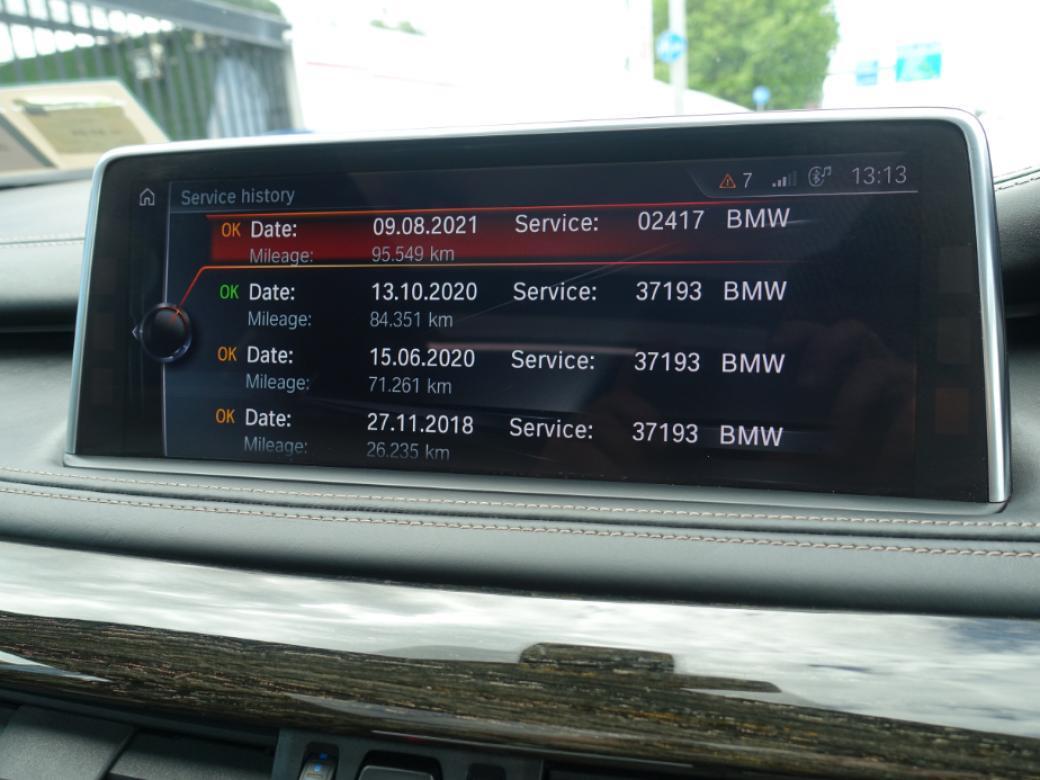 Service history 7 13:13
OK Date: 09.08.2021 Service: 02417 BMW
Mileage: 95.549 km
OK Date: 13.10.2020 Service: 37193 BMW
Mileage: 84.351 km
OK Date: 15.06.2020 Service: 37193 BMW
Mileage: 71.261 km
OK Date: 27.11.2018 Service: 37193 BMW
Mileage: 26.235 km